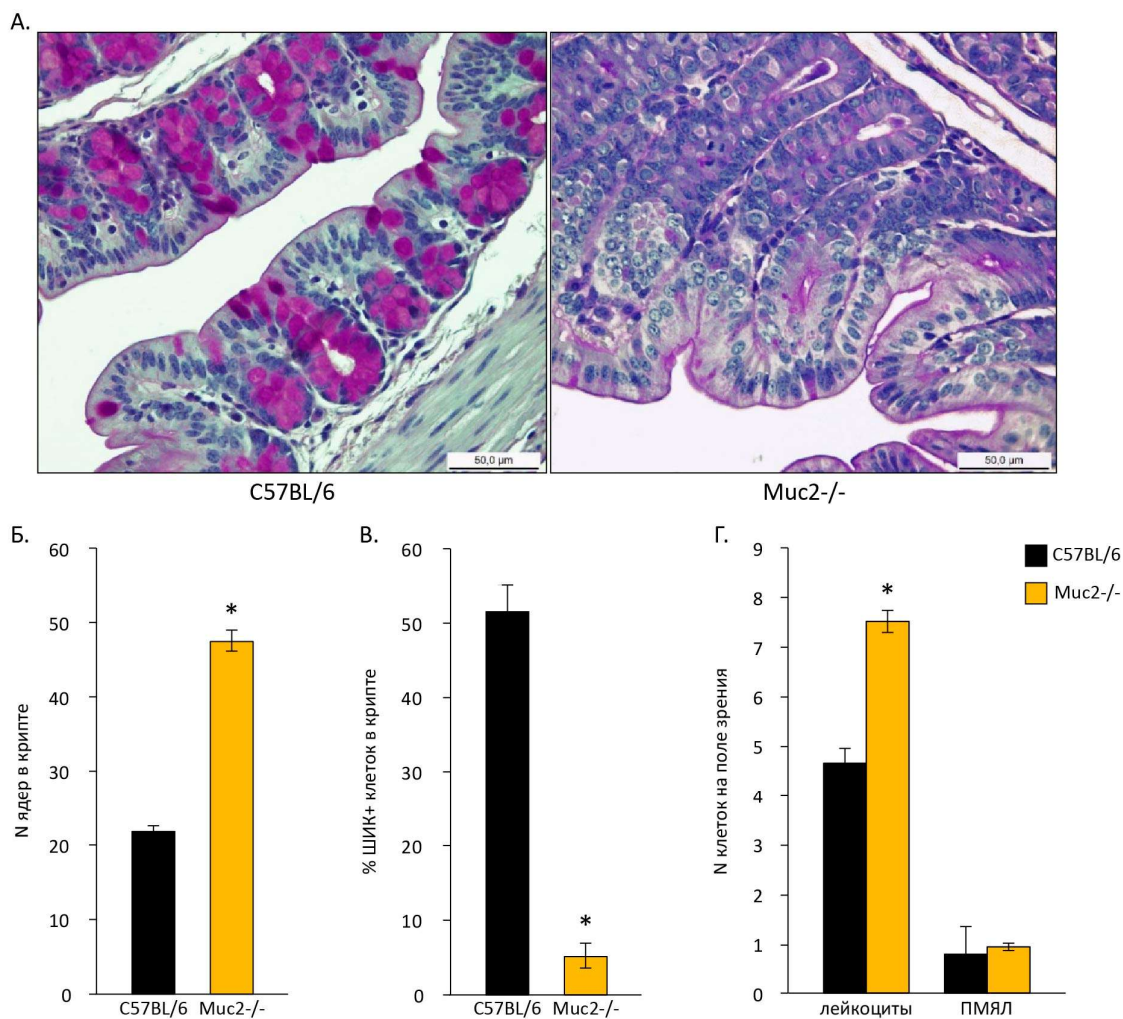 А.
50,0 µm
50,0 µm
C57BL/6
Muc2-/-
Б.
60
50
40
30
20
10
0
N ядер в крипте
*
C57BL/6
Muc2-/-
В.
60
50
40
30
20
10
0
% ШИК+ клеток в крипте
*
C57BL/6
Muc2-/-
Г.
9
8
7
6
5
4
3
2
1
0
N клеток на поле зрения
*
лейкоциты
ПМЯЛ
C57BL/6
Muc2-/-